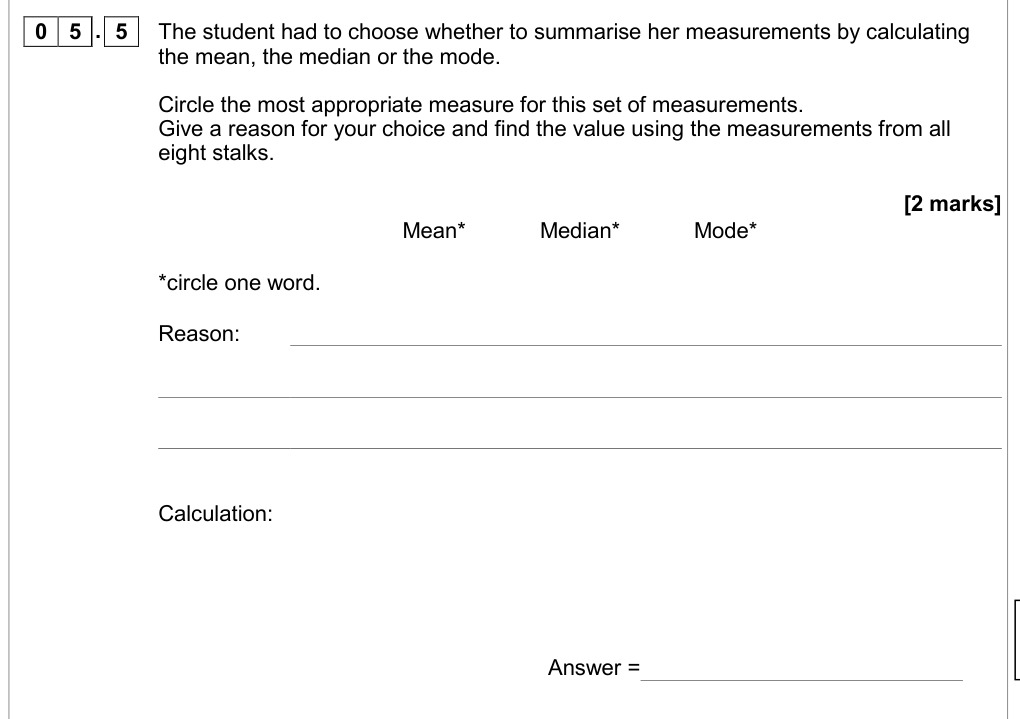 0 5 . 5 The student had to choose whether to summarise her measurements by calculating
the mean, the median or the mode.
Circle the most appropriate measure for this set of measurements.
Give a reason for your choice and find the value using the measurements from all
eight stalks.
[2 marks]
Mean* Median* Mode*
*circle one word.
Reason:
Calculation:
Answer =